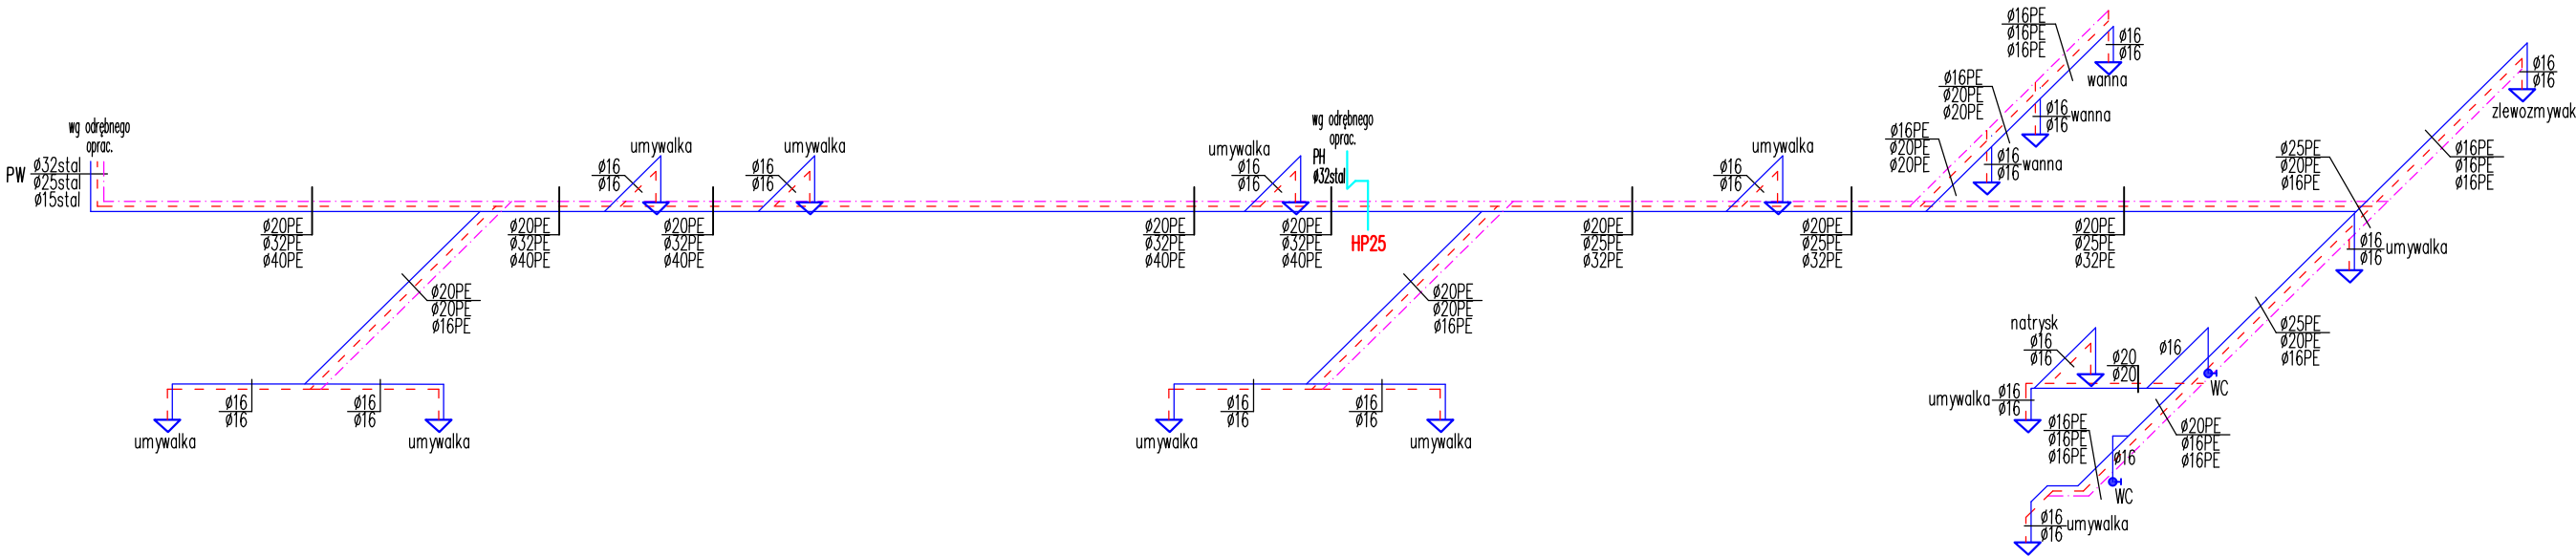 wg odrębnego
oprac.
PW
Ø32stal
Ø25stal
Ø15stal
Ø20PE
Ø32PE
Ø40PE
Ø20PE
Ø32PE
Ø40PE
Ø20PE
Ø20PE
Ø16PE
Ø16
Ø16
Ø16
Ø16
umywalka
umywalka
umywalka
Ø16
Ø16
Ø20PE
Ø32PE
Ø40PE
umywalka
Ø16
Ø16
Ø20PE
Ø32PE
Ø40PE
umywalka
Ø16
Ø16
wg odrębnego
oprac.
PH
Ø32stal
Ø20PE
Ø32PE
Ø40PE
HP25
Ø20PE
Ø20PE
Ø16PE
Ø16
Ø16
Ø16
Ø16
umywalka
umywalka
Ø20PE
Ø25PE
Ø32PE
umywalka
Ø16
Ø16
Ø20PE
Ø25PE
Ø32PE
Ø16PE
Ø20PE
Ø20PE
Ø16PE
Ø20PE
Ø20PE
Ø16PE
Ø16PE
Ø16PE
Ø16
Ø16
wanna
Ø16
Ø16
wanna
Ø16
Ø16
wanna
Ø20PE
Ø25PE
Ø32PE
Ø25PE
Ø20PE
Ø16PE
Ø16PE
Ø16PE
Ø16PE
Ø16
Ø16
zlewozmywak
Ø16
Ø16
umywalka
Ø25PE
Ø20PE
Ø16PE
natrysk
Ø16
Ø16
Ø20
Ø20
Ø16
WC
umywalka
Ø16
Ø16
Ø16PE
Ø16PE
Ø16PE
Ø20PE
Ø16PE
Ø16PE
Ø16
WC
Ø16
Ø16
umywalka